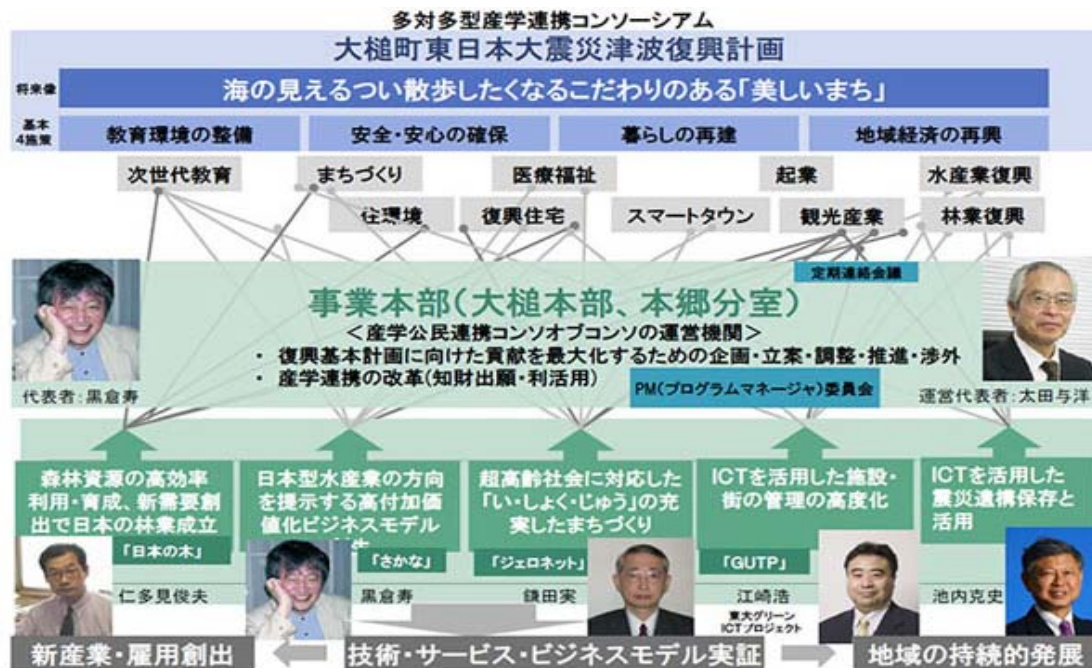 多対多型産学連携コンソーシアム
大槌町東日本大震災津波復興計画
将来像
海の見えるつい散歩したくなるこだわりのある「美しいまち」
基本
4施策
教育環境の整備
安全・安心の確保
暮らしの再建
地域経済の再興
次世代教育
まちづくり
医療福祉
起業
水産業復興
住環境
復興住宅
スマートタウン
観光産業
林業復興
定期連絡会議
事業本部(大槌本部、本郷分室)
<産学公民連携コンソオブコンソの運営機関>
・ 復興基本計画に向けた貢献を最大化するための企画・立案・調整・推進・渉外
・ 産学連携の改革(知財出願・利活用)
PM(プログラムマネージャ)委員会
代表者:黒倉寿
運営代表者:太田与洋
森林資源の高効率
利用・育成、新需要創
出で日本の林業成立
「日本の木」
仁多見俊夫
日本型水産業の方向
を提示する高付加価
値化ビジネスモデル
「さかな」
黒倉寿
超高齢社会に対応した
「い・しょく・じゅう」の充
実したまちづくり
「ジェロネット」
鎌田実
ICTを活用した施設・
街の管理の高度化
「GUTP」
江崎浩
東大グリーン
ICTプロジェクト
ICTを活用した
震災遺構保存と
活用
池内克史
新産業・雇用創出
技術・サービス・ビジネスモデル実証
地域の持続的発展